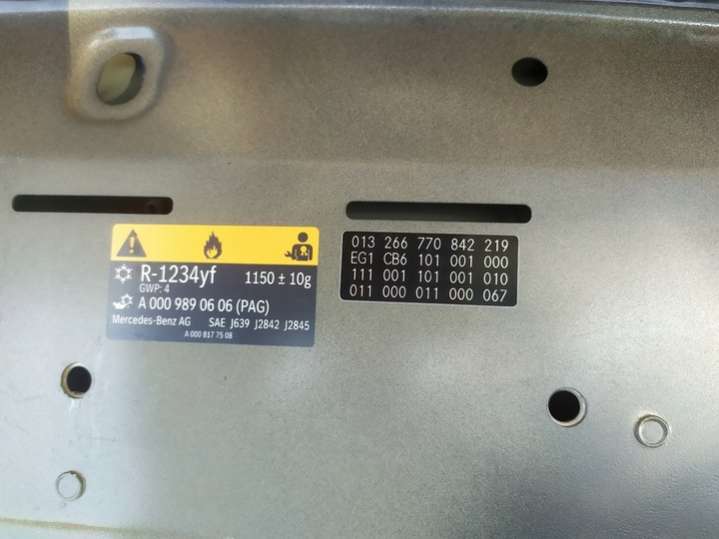 R-1234yf 1150 ± 10g
GWP: 4
A 000 989 06 06 (PAG)
Mercedes-Benz AG SAE J639 J2842 J2845
A 000 817 75 08
013 266 770 842 219
EG1 CB6 101 001 000
111 001 101 001 010
011 000 011 000 067